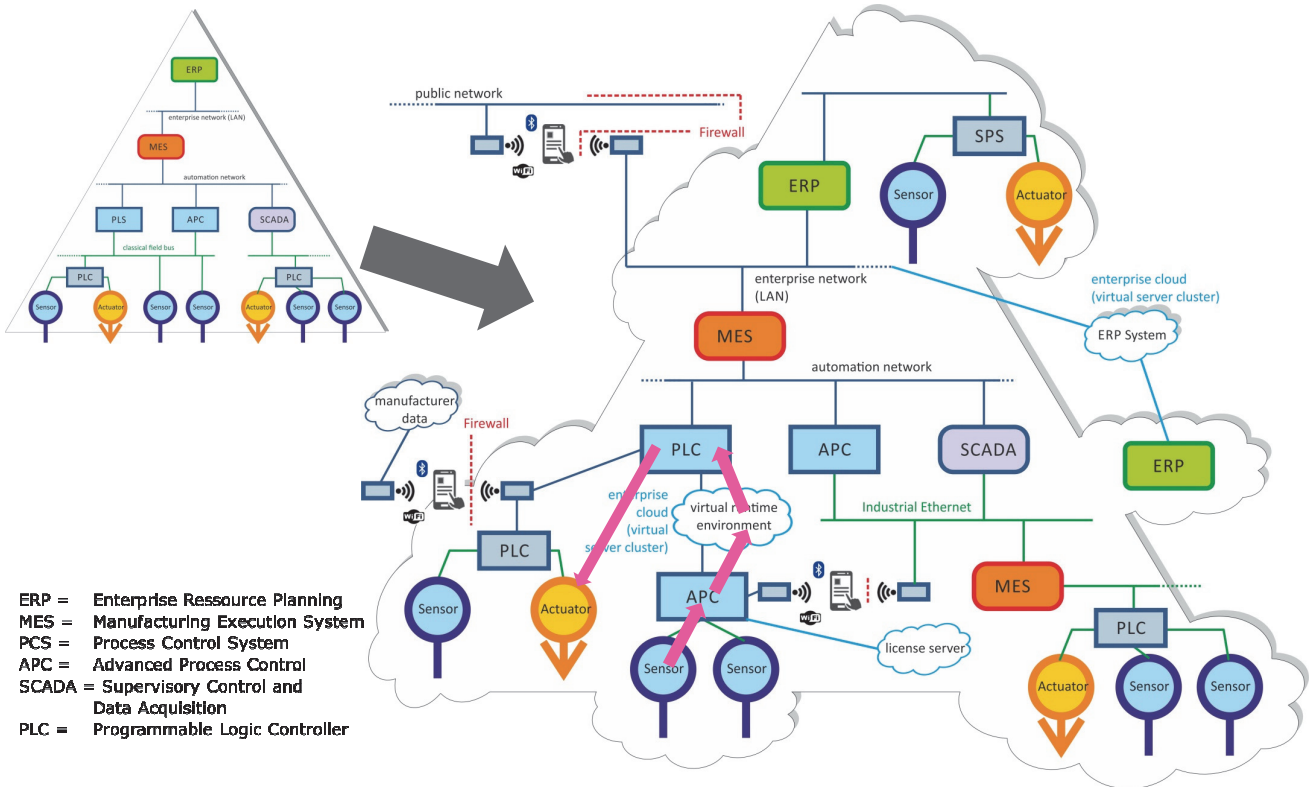 ERP
enterprise network (LAN)
MES
automation network
PLS
APC
SCADA
classical field bus
PLC
PLC
Sensor
Actuator
Sensor
Sensor
Actuator
Sensor
Sensor
public network
Firewall
WiFi
SPS
Sensor
Actuator
ERP
enterprise network
(LAN)
enterprise cloud
(virtual server cluster)
ERP System
MES
automation network
manufacturer
data
Firewall
WiFi
PLC
APC
SCADA
ERP
enterprise
cloud
(virtual
server cluster)
virtual runtime
environment
Industrial Ethernet
PLC
Sensor
Actuator
APC
WiFi
MES
license server
Sensor
Sensor
PLC
Actuator
Sensor
Sensor
ERP = Enterprise Ressource Planning
MES = Manufacturing Execution System
PCS = Process Control System
APC = Advanced Process Control
SCADA = Supervisory Control and
Data Acquisition
PLC = Programmable Logic Controller